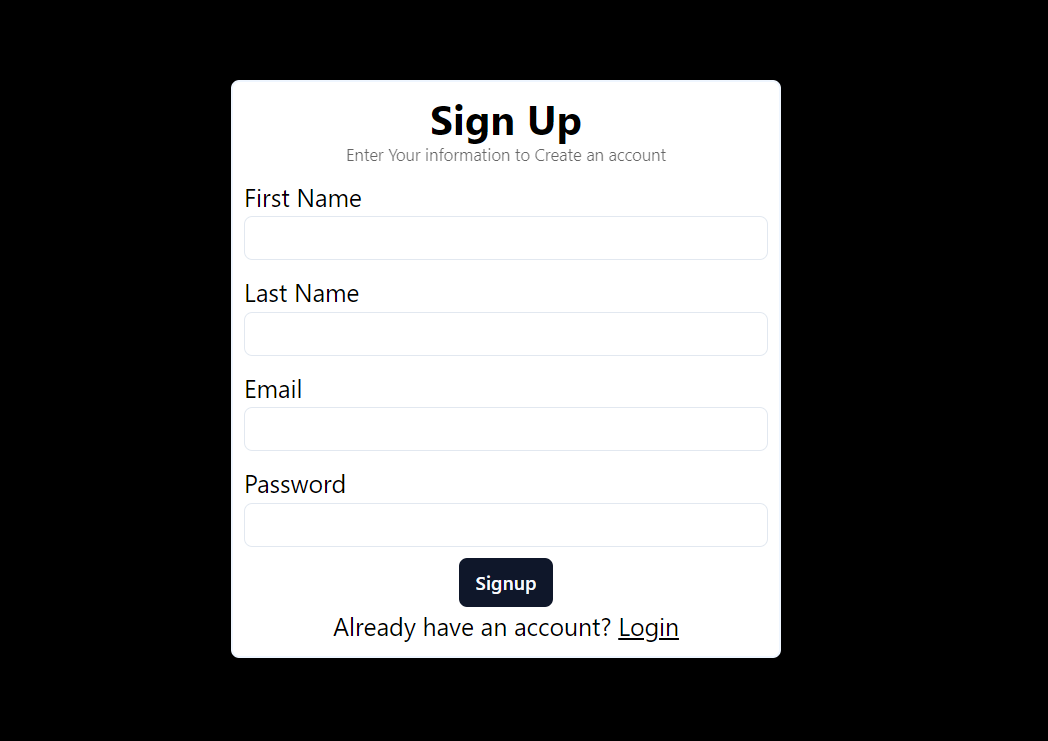 Sign Up
Enter Your information to Create an account
First Name
Last Name
Email
Password
Signup
Already have an account? Login